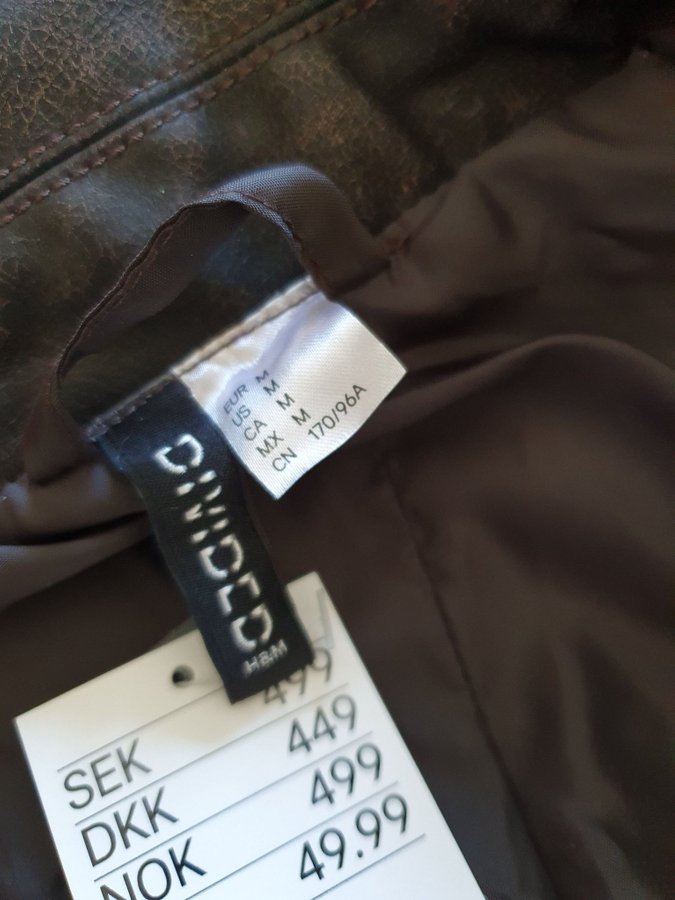 EUR M
US M
CA M
MX M
CN 170/96A
DIVIDED
H&M
SEK 499
DKK 449
NOK 499
49.99